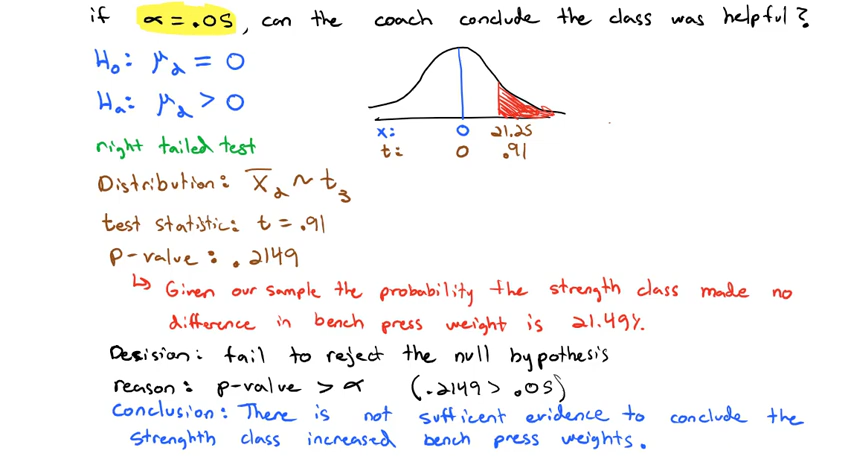 if α = .05, can the coach conclude the class was helpful?
H₀: μ_d = 0
Hₐ: μ_d > 0
right tailed test
x: 0 21.25
t: 0 .91
Distribution: X̄_d ~ t₃
test statistic: t = .91
P-value: .2149
↳ Given our sample the probability the strength class made no
difference in bench press weight is 21.49%.
Desision: fail to reject the null hypothesis
reason: p-value > α (.2149 > .05)
Conclusion: There is not sufficent evidence to conclude the
strenghth class increased bench press weights.